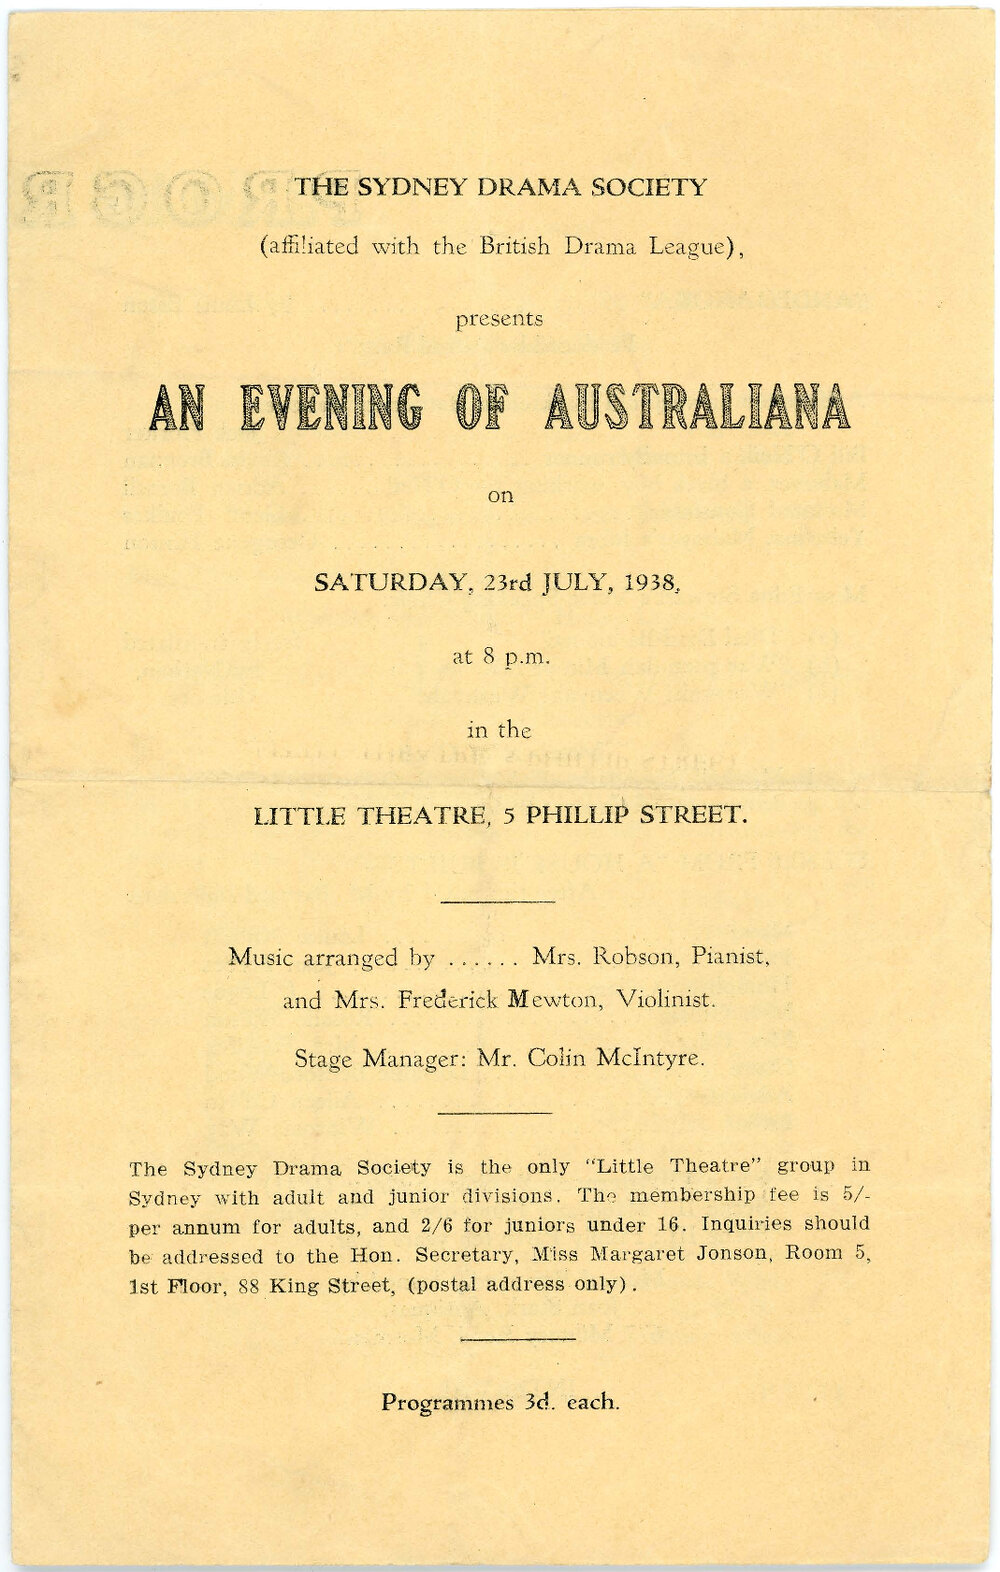 THE SYDNEY DRAMA SOCIETY
(affiliated with the British Drama League),
presents
AN EVENING OF AUSTRALIANA
on
SATURDAY, 23rd JULY, 1938,
at 8 p.m.
in the
LITTLE THEATRE, 5 PHILLIP STREET.
Music arranged by ...... Mrs. Robson, Pianist,
and Mrs. Frederick Mewton, Violinist.
Stage Manager: Mr. Colin McIntyre.
The Sydney Drama Society is the only "Little Theatre" group in
Sydney with adult and junior divisions. The membership fee is 5/-
per annum for adults, and 2/6 for juniors under 16. Inquiries should
be addressed to the Hon. Secretary, Miss Margaret Jonson, Room 5,
1st Floor, 88 King Street, (postal address only).
Programmes 3d. each.